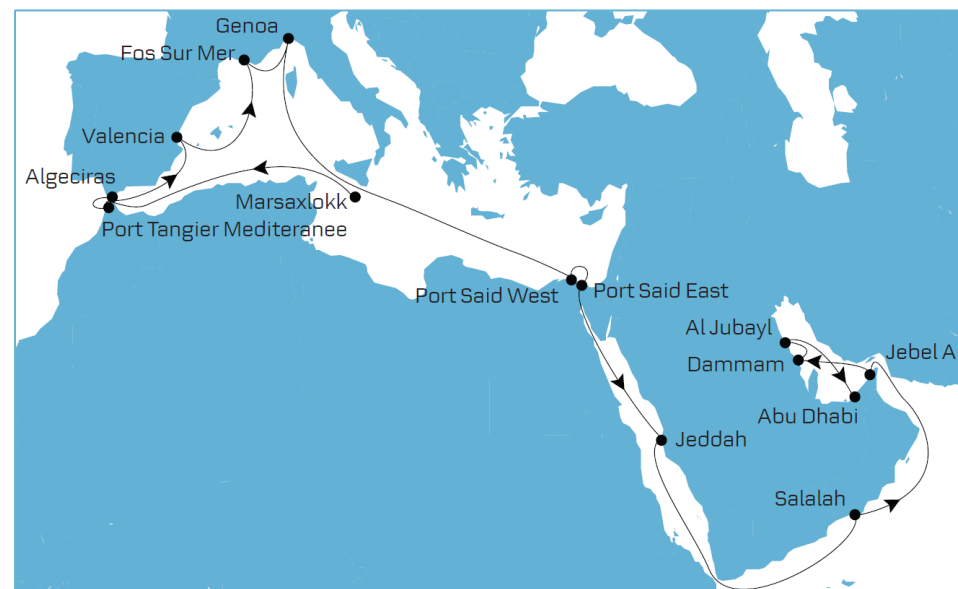 Genoa
Fos Sur Mer
Valencia
Algeciras
Marsaxlokk
Port Tangier Mediteranee
Port Said West
Port Said East
Al Jubayl
Jebel A
Dammam
Abu Dhabi
Jeddah
Salalah